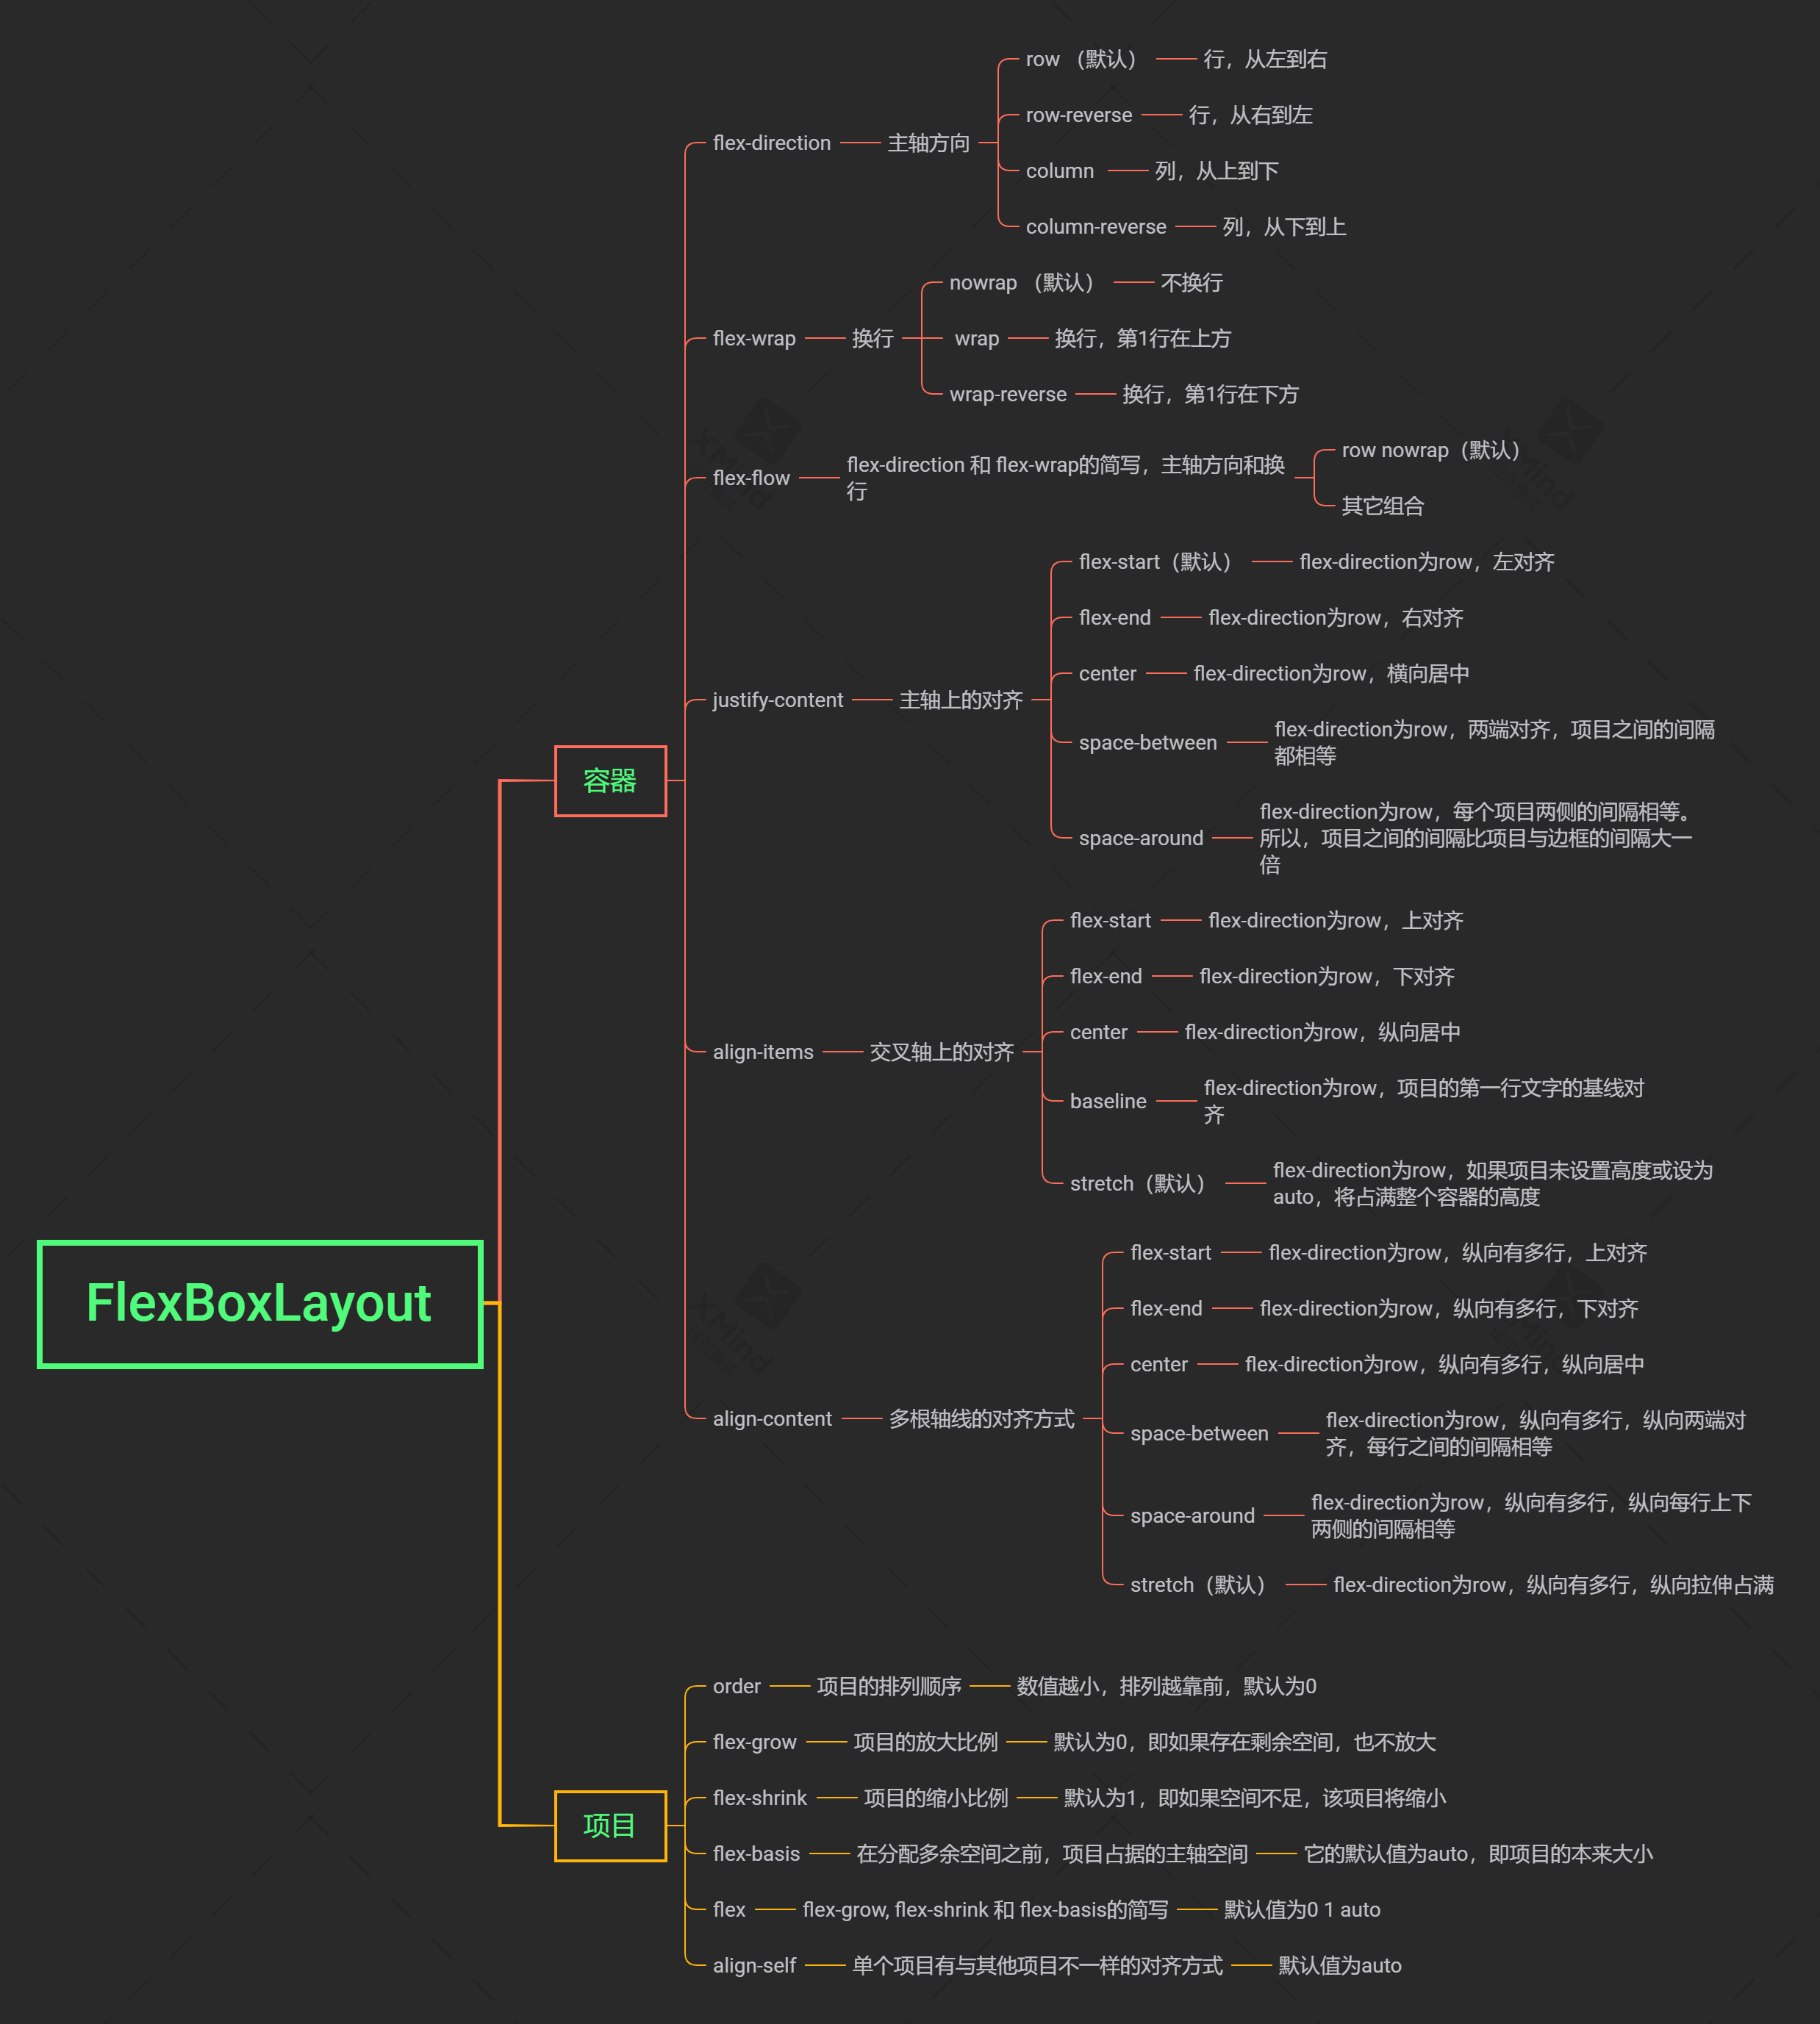 FlexBoxLayout
容器
flex-direction
主轴方向
row （默认）
行，从左到右
row-reverse
行，从右到左
column
列，从上到下
column-reverse
列，从下到上
flex-wrap
换行
nowrap （默认）
不换行
wrap
换行，第1行在上方
wrap-reverse
换行，第1行在下方
flex-flow
flex-direction 和 flex-wrap的简写，主轴方向和换
行
row nowrap（默认）
其它组合
justify-content
主轴上的对齐
flex-start（默认）
flex-direction为row，左对齐
flex-end
flex-direction为row，右对齐
center
flex-direction为row，横向居中
space-between
flex-direction为row，两端对齐，项目之间的间隔
都相等
space-around
flex-direction为row，每个项目两侧的间隔相等。
所以，项目之间的间隔比项目与边框的间隔大一
倍
align-items
交叉轴上的对齐
flex-start
flex-direction为row，上对齐
flex-end
flex-direction为row，下对齐
center
flex-direction为row，纵向居中
baseline
flex-direction为row，项目的第一行文字的基线对
齐
stretch（默认）
flex-direction为row，如果项目未设置高度或设为
auto，将占满整个容器的高度
align-content
多根轴线的对齐方式
flex-start
flex-direction为row，纵向有多行，上对齐
flex-end
flex-direction为row，纵向有多行，下对齐
center
flex-direction为row，纵向有多行，纵向居中
space-between
flex-direction为row，纵向有多行，纵向两端对
齐，每行之间的间隔相等
space-around
flex-direction为row，纵向有多行，纵向每行上下
两侧的间隔相等
stretch（默认）
flex-direction为row，纵向有多行，纵向拉伸占满
项目
order
项目的排列顺序
数值越小，排列越靠前，默认为0
flex-grow
项目的放大比例
默认为0，即如果存在剩余空间，也不放大
flex-shrink
项目的缩小比例
默认为1，即如果空间不足，该项目将缩小
flex-basis
在分配多余空间之前，项目占据的主轴空间
它的默认值为auto，即项目的本来大小
flex
flex-grow, flex-shrink 和 flex-basis的简写
默认值为0 1 auto
align-self
单个项目有与其他项目不一样的对齐方式
默认值为auto
XMind
XMind
XMind